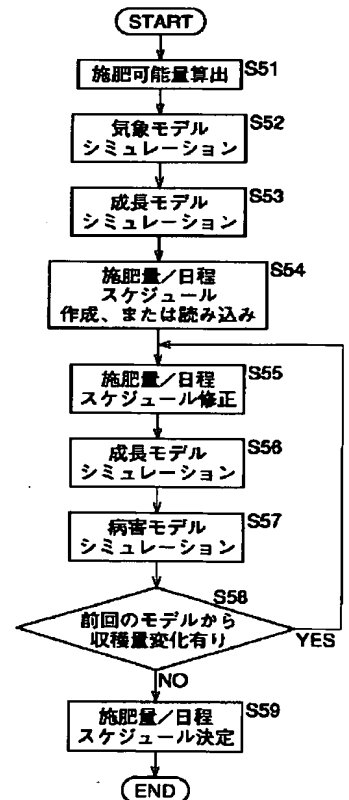 START
施肥可能量算出 S51
気象モデル S52
シミュレーション
成長モデル S53
シミュレーション
施肥量/日程 S54
スケジュール
作成、または読み込み
施肥量/日程 S55
スケジュール修正
成長モデル S56
シミュレーション
病害モデル S57
シミュレーション
S58
前回のモデルから
収穫量変化有り
YES
NO
施肥量/日程 S59
スケジュール決定
END